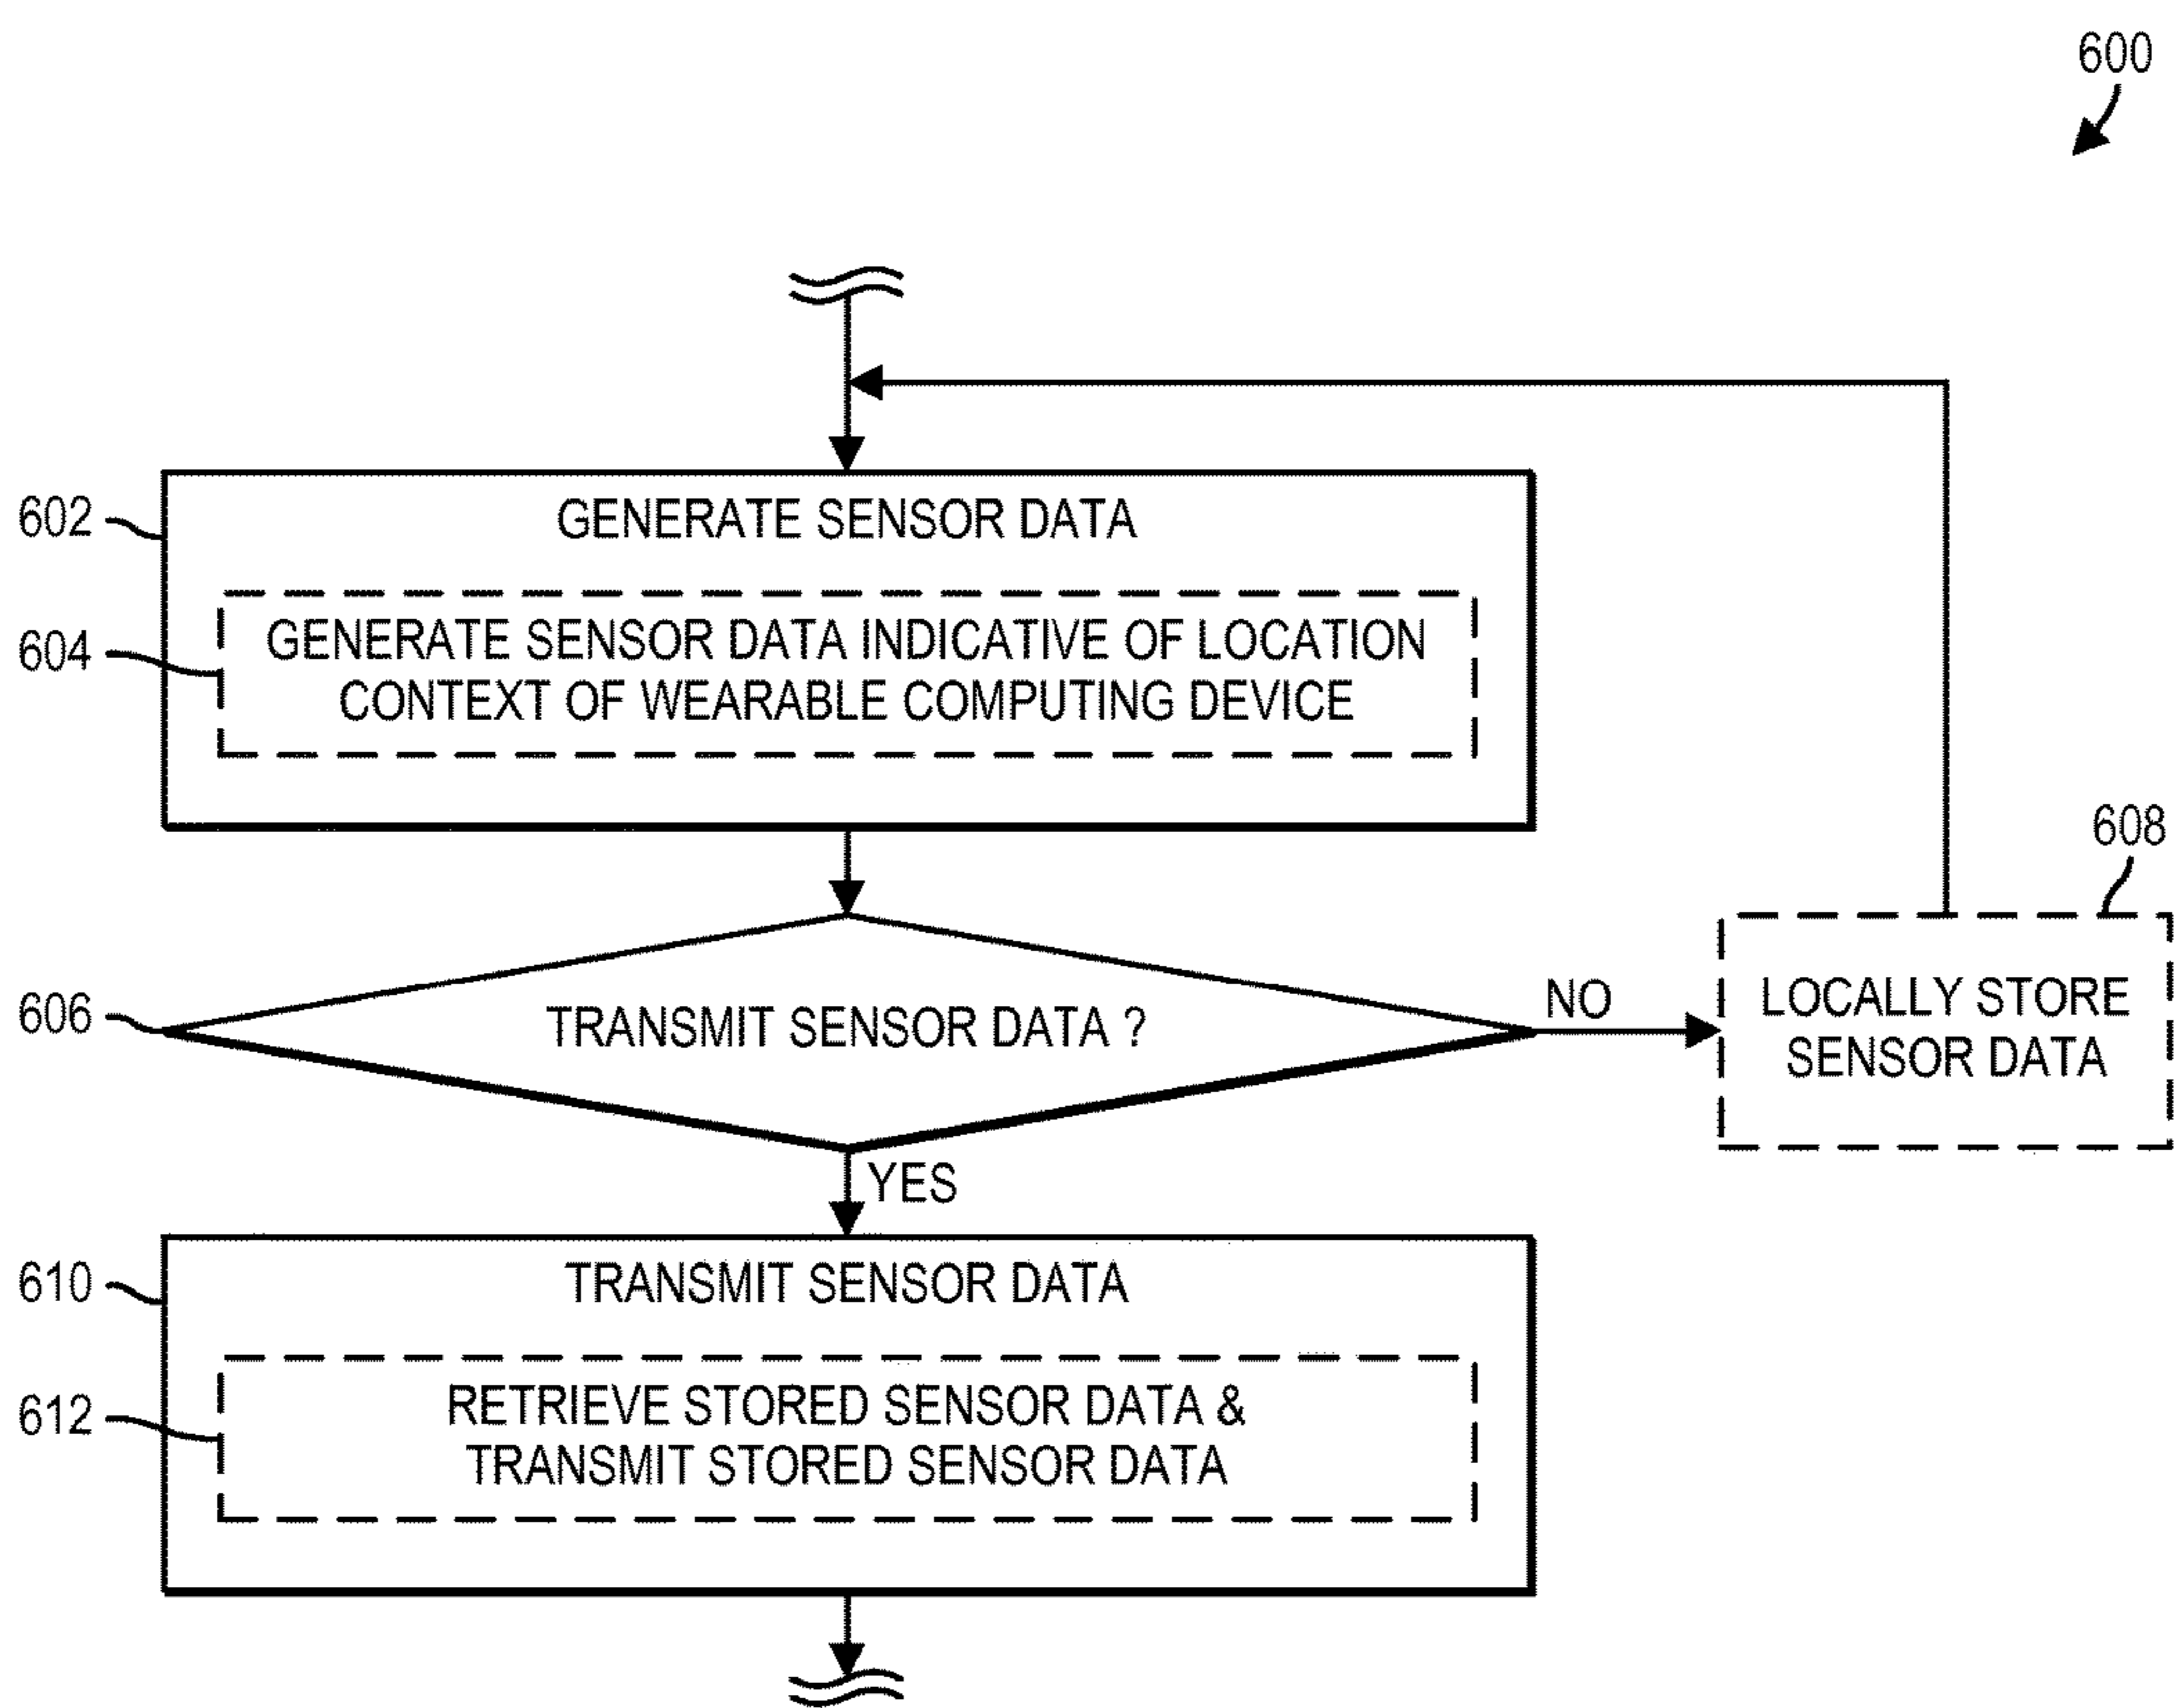 600
602
GENERATE SENSOR DATA
604
GENERATE SENSOR DATA INDICATIVE OF LOCATION
CONTEXT OF WEARABLE COMPUTING DEVICE
606
TRANSMIT SENSOR DATA ?
NO
608
LOCALLY STORE
SENSOR DATA
YES
610
TRANSMIT SENSOR DATA
612
RETRIEVE STORED SENSOR DATA &
TRANSMIT STORED SENSOR DATA